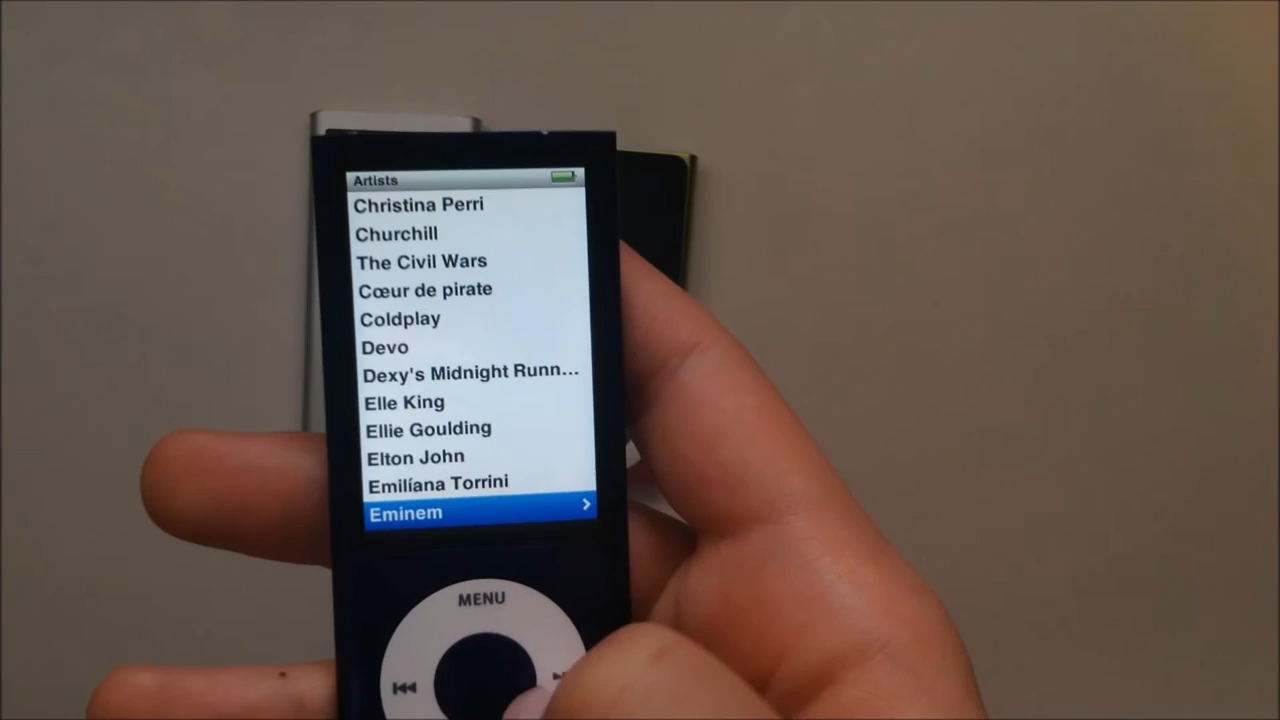 Artists
Christina Perri
Churchill
The Civil Wars
Cœur de pirate
Coldplay
Devo
Dexy's Midnight Runn...
Elle King
Ellie Goulding
Elton John
Emilíana Torrini
Eminem
MENU